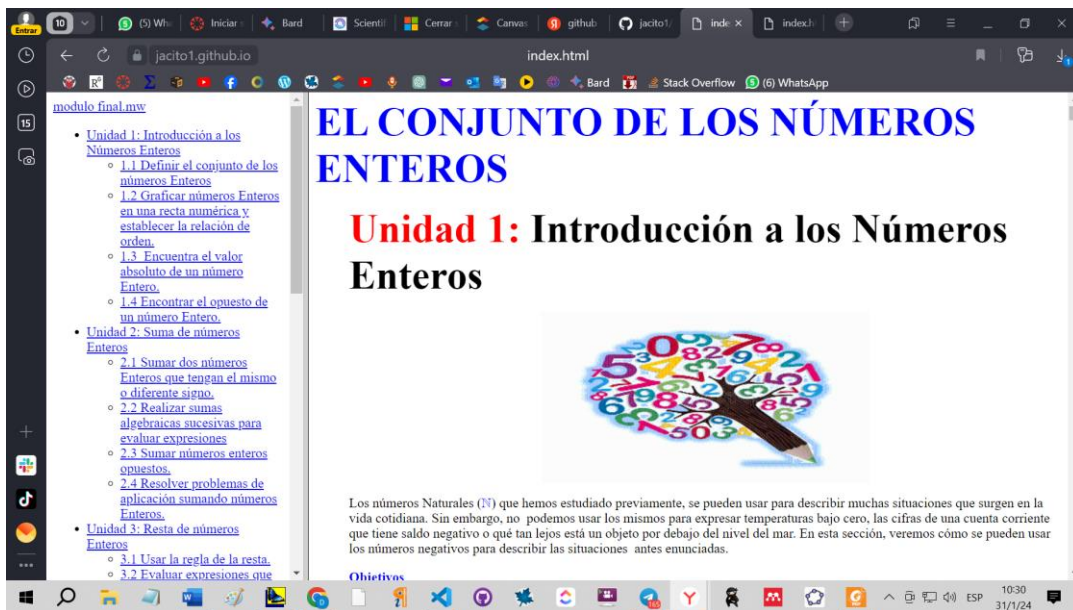 Entrar
10
(5) Wh
Iniciar
Bard
Scientif
Cerrar
Canvas
github
jacito1/
inde
index.h
jacito1.github.io
index.html
Bard
Stack Overflow
(6) WhatsApp
15
modulo final.mw
Unidad 1: Introducción a los
Números Enteros
1.1 Definir el conjunto de los
números Enteros
1.2 Graficar números Enteros
en una recta numérica y
establecer la relación de
orden.
1.3 Encuentra el valor
absoluto de un número
Entero.
1.4 Encontrar el opuesto de
un número Entero.
Unidad 2: Suma de números
Enteros
2.1 Sumar dos números
Enteros que tengan el mismo
o diferente signo.
2.2 Realizar sumas
algebraicas sucesivas para
evaluar expresiones
2.3 Sumar números enteros
opuestos.
2.4 Resolver problemas de
aplicación sumando números
Enteros.
Unidad 3: Resta de números
Enteros
3.1 Usar la regla de la resta.
3.2 Evaluar expresiones que
EL CONJUNTO DE LOS NÚMEROS
ENTEROS
Unidad 1: Introducción a los Números
Enteros
Los números Naturales (ℕ) que hemos estudiado previamente, se pueden usar para describir muchas situaciones que surgen en la
vida cotidiana. Sin embargo, no podemos usar los mismos para expresar temperaturas bajo cero, las cifras de una cuenta corriente
que tiene saldo negativo o qué tan lejos está un objeto por debajo del nivel del mar. En esta sección, veremos cómo se pueden usar
los números negativos para describir las situaciones antes enunciadas.
Objetivos
ESP
10:30
31/1/24